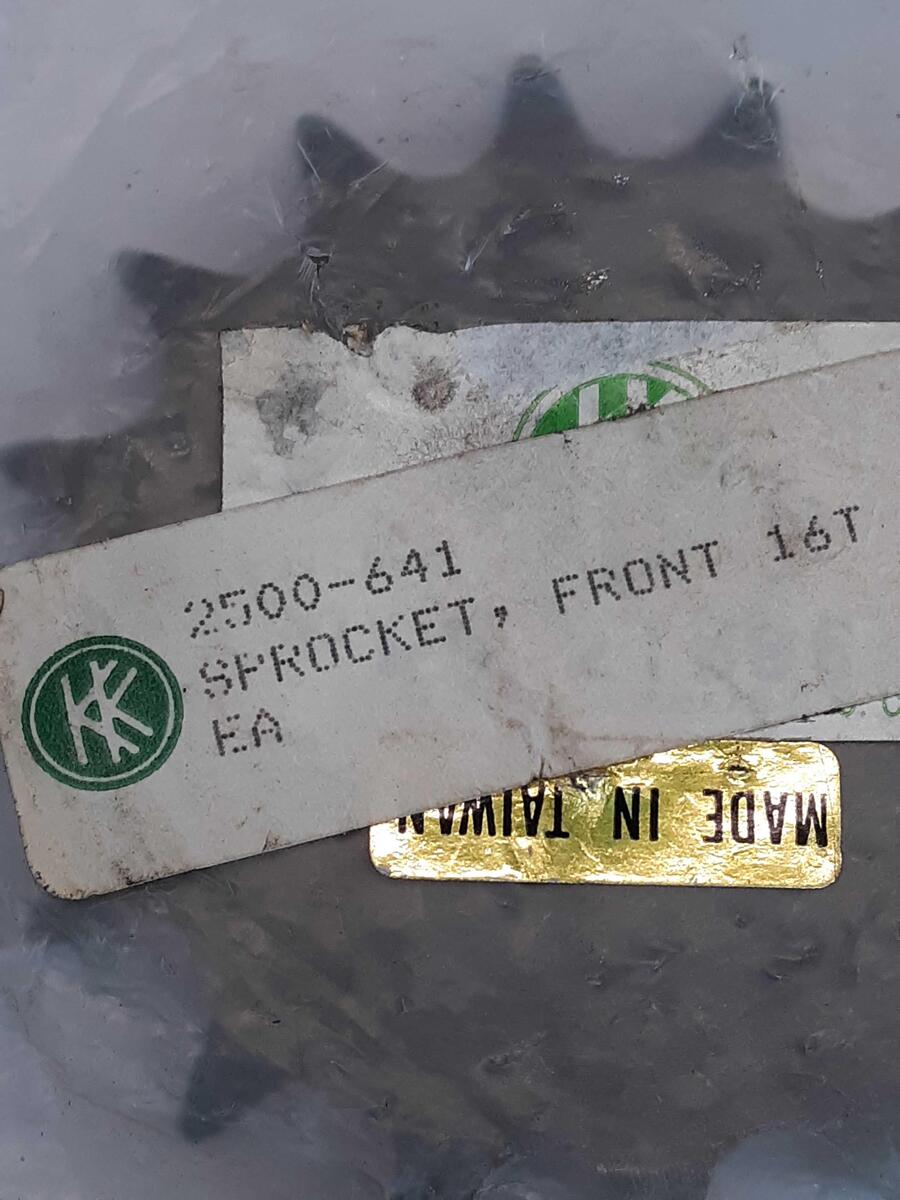 2500-641
SPROCKET, FRONT 16T
EA
MADE IN TAIWAN